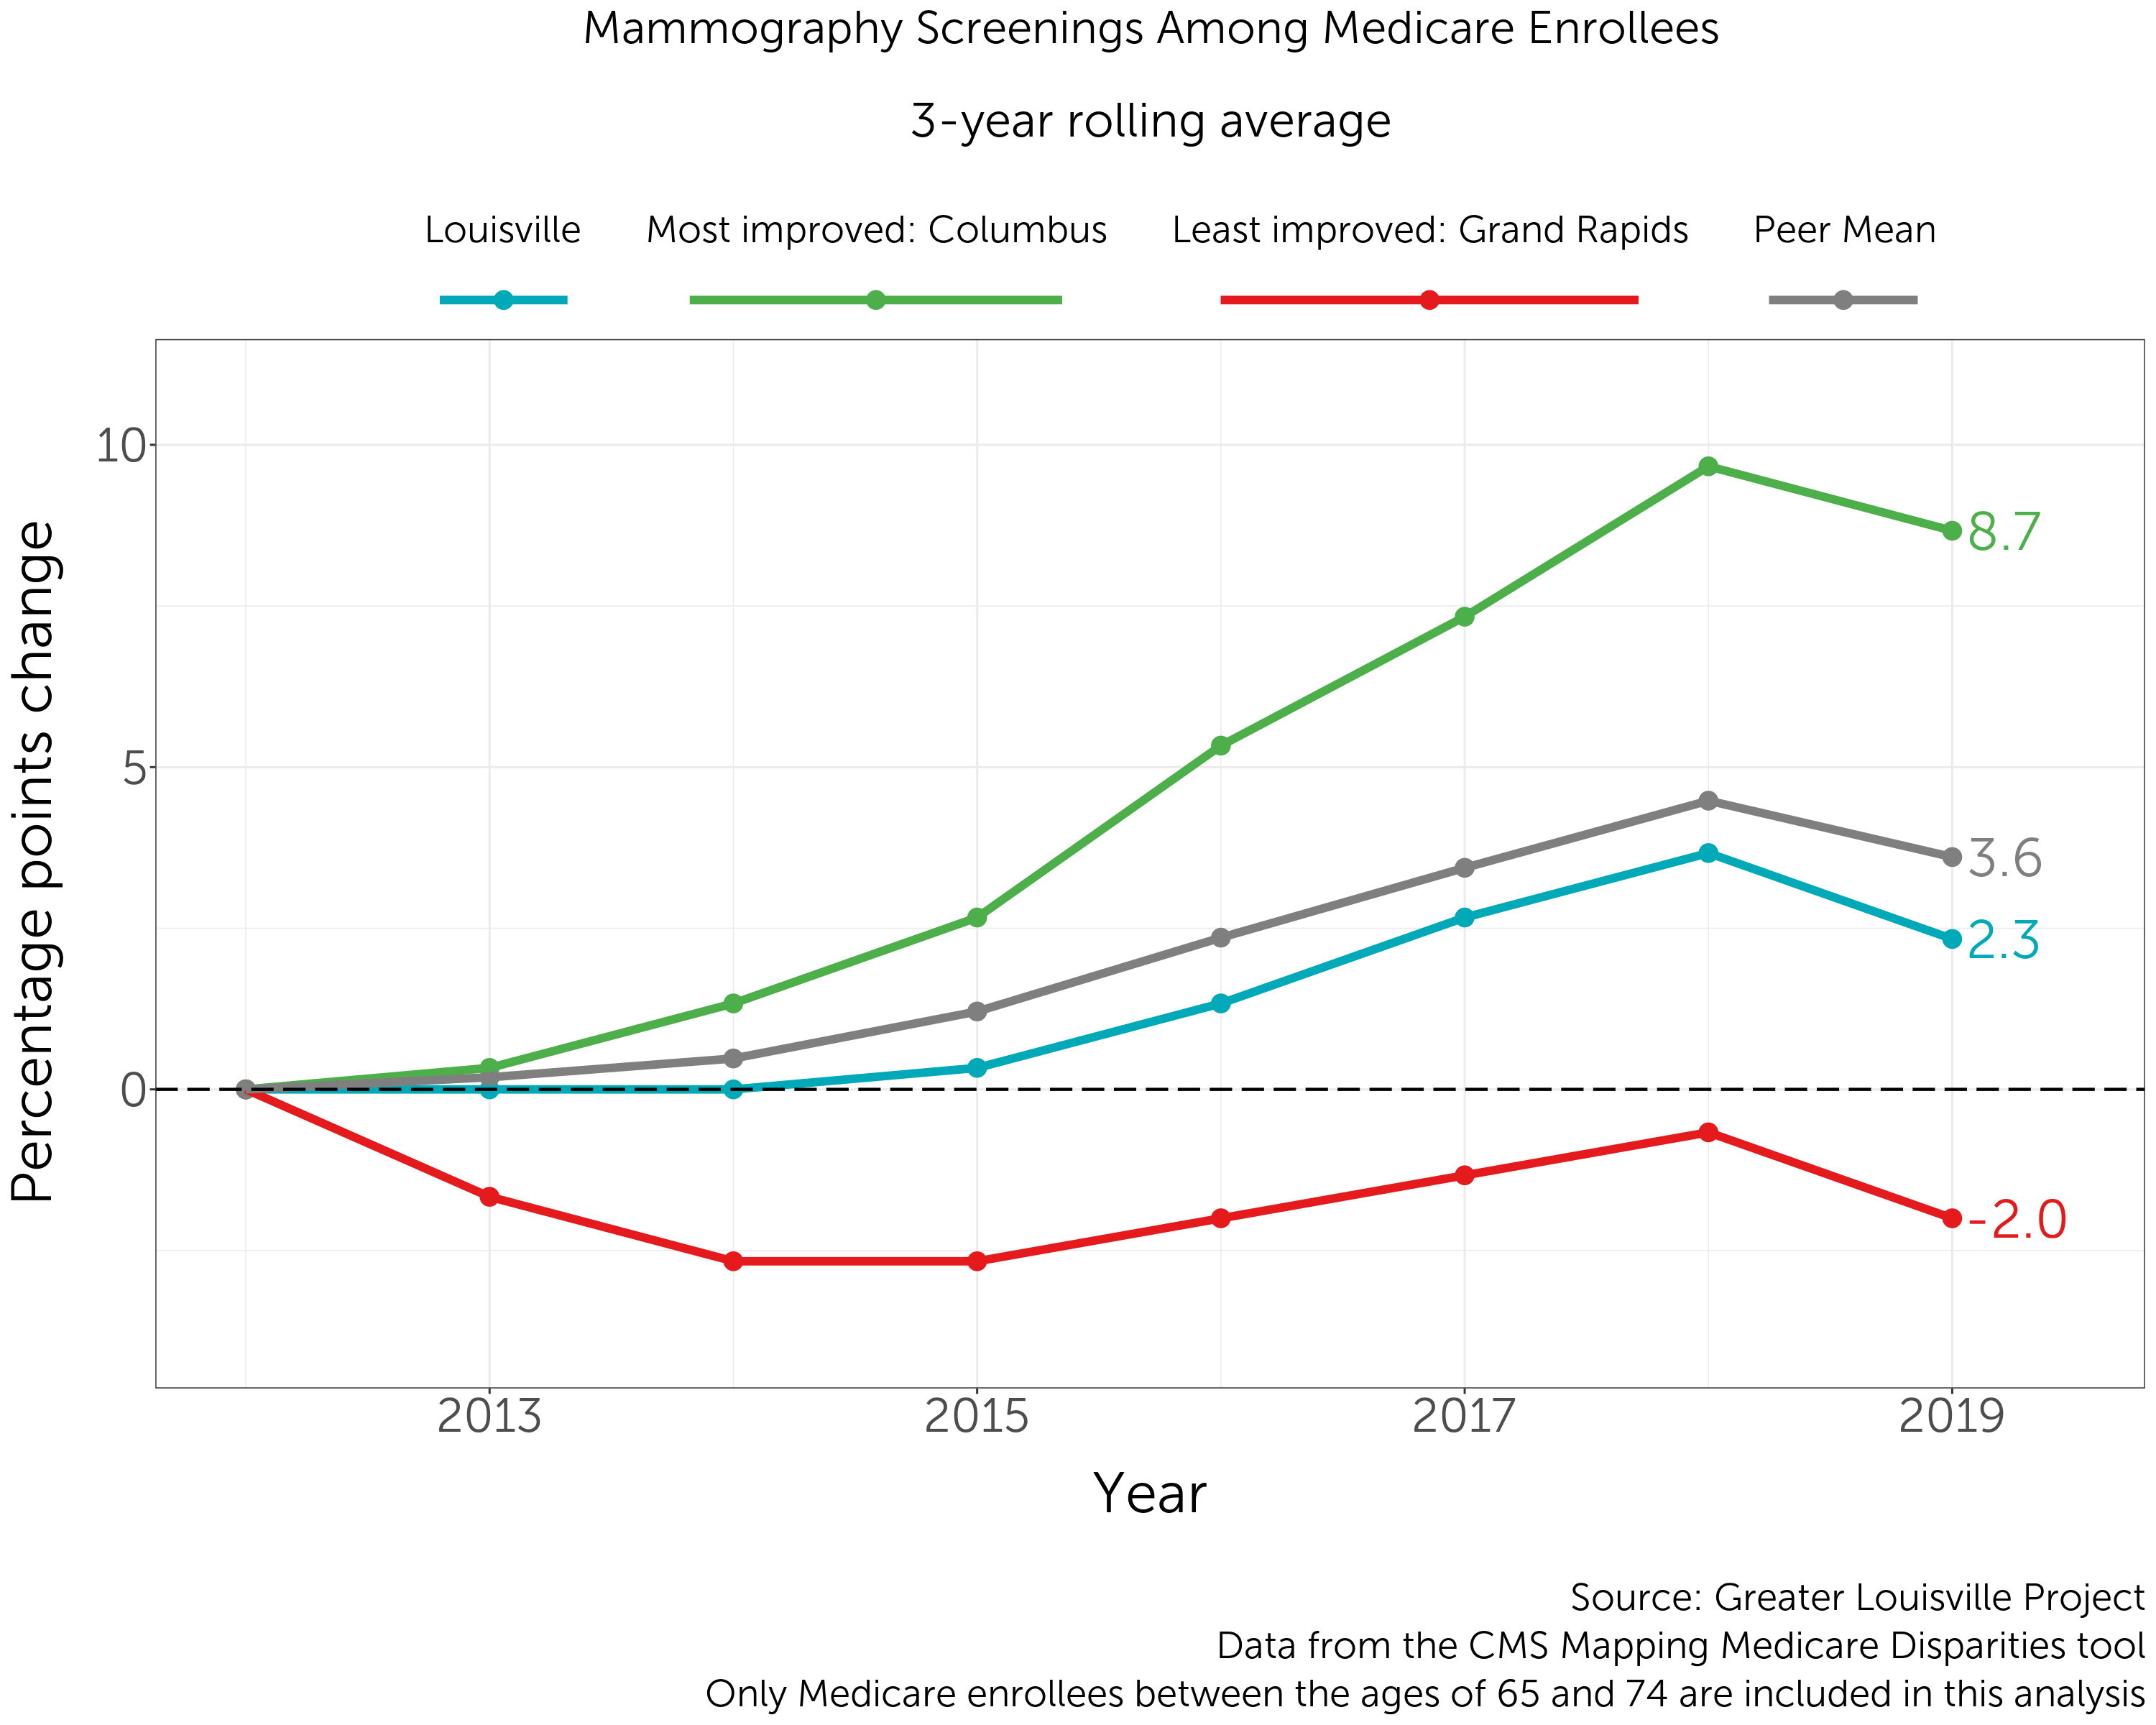 Mammography Screenings Among Medicare Enrollees
3-year rolling average
Louisville
Most improved: Columbus
Least improved: Grand Rapids
Peer Mean
Percentage points change
10
5
0
8.7
3.6
2.3
-2.0
2013
2015
2017
2019
Year
Source: Greater Louisville Project
Data from the CMS Mapping Medicare Disparities tool
Only Medicare enrollees between the ages of 65 and 74 are included in this analysis